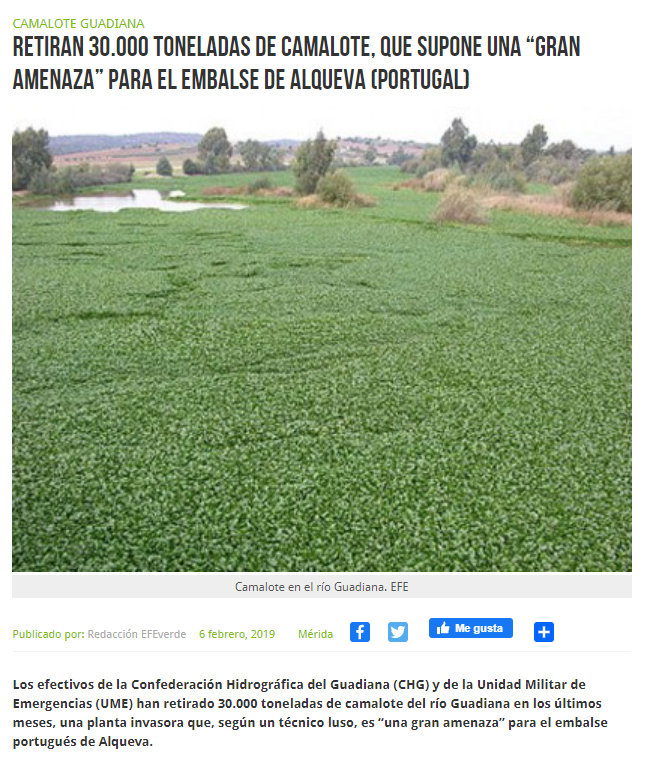 CAMALOTE GUADIANA
RETIRAN 30.000 TONELADAS DE CAMALOTE, QUE SUPONE UNA “GRAN
AMENAZA” PARA EL EMBALSE DE ALQUEVA (PORTUGAL)
Camalote en el río Guadiana. EFE
Publicado por: Redacción EFEverde 6 febrero, 2019 Mérida Me gusta
Los efectivos de la Confederación Hidrográfica del Guadiana (CHG) y de la Unidad Militar de
Emergencias (UME) han retirado 30.000 toneladas de camalote del río Guadiana en los últimos
meses, una planta invasora que, según un técnico luso, es “una gran amenaza” para el embalse
portugués de Alqueva.